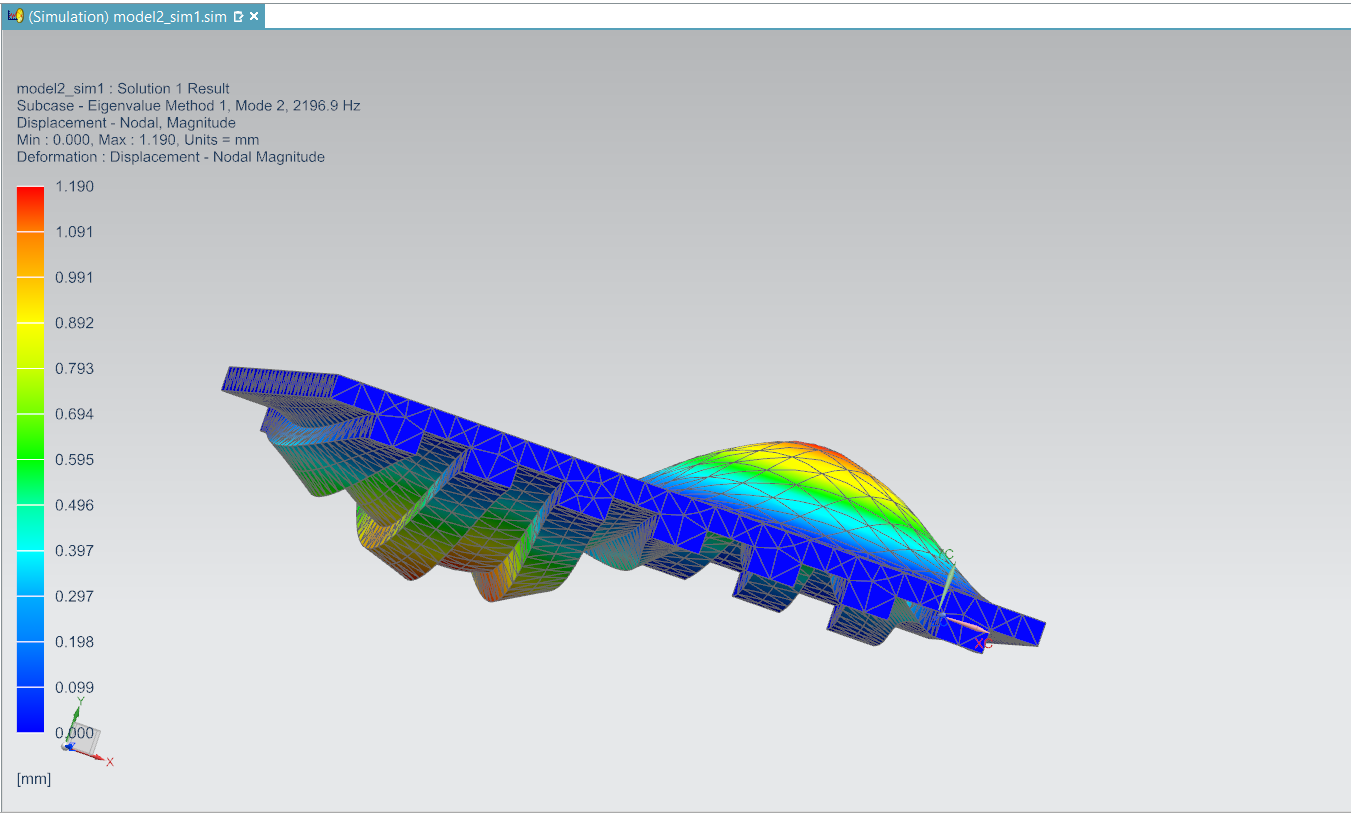 (Simulation) model2_sim1.sim
model2_sim1 : Solution 1 Result
Subcase - Eigenvalue Method 1, Mode 2, 2196.9 Hz
Displacement - Nodal, Magnitude
Min : 0.000, Max : 1.190, Units = mm
Deformation : Displacement - Nodal Magnitude
1.190
1.091
0.991
0.892
0.793
0.694
0.595
0.496
0.397
0.297
0.198
0.099
0.000
[mm]
Y
X
YC
XC